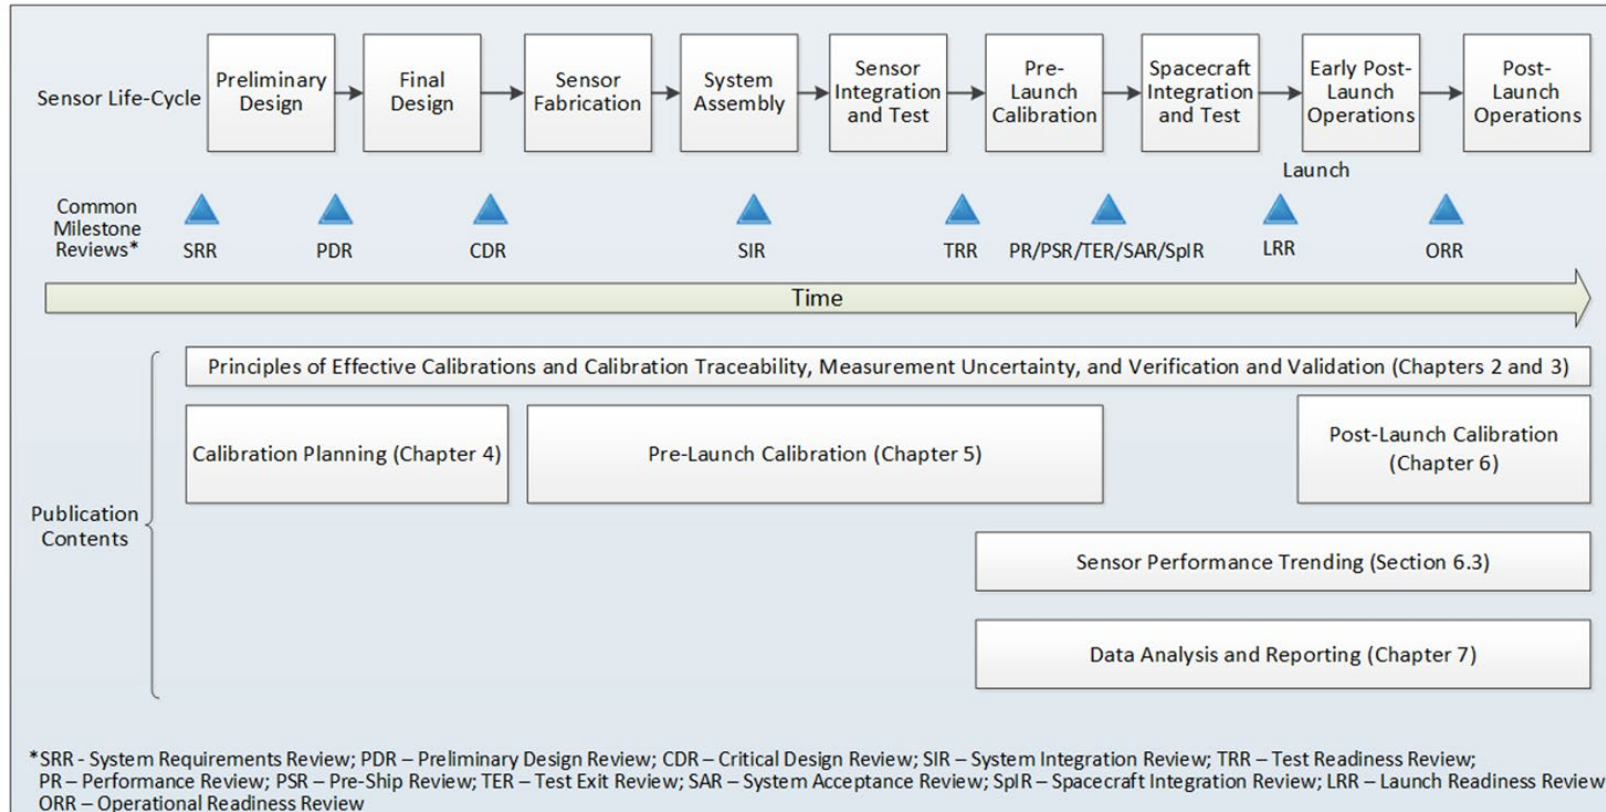 Sensor Life-Cycle
Preliminary
Design
Final
Design
Sensor
Fabrication
System
Assembly
Sensor
Integration
and Test
Pre-
Launch
Calibration
Spacecraft
Integration
and Test
Early Post-
Launch
Operations
Post-
Launch
Operations
Launch
Common
Milestone
Reviews*
SRR
PDR
CDR
SIR
TRR
PR/PSR/TER/SAR/SpIR
LRR
ORR
Time
Publication
Contents
Principles of Effective Calibrations and Calibration Traceability, Measurement Uncertainty, and Verification and Validation (Chapters 2 and 3)
Calibration Planning (Chapter 4)
Pre-Launch Calibration (Chapter 5)
Post-Launch Calibration
(Chapter 6)
Sensor Performance Trending (Section 6.3)
Data Analysis and Reporting (Chapter 7)
*SRR - System Requirements Review; PDR – Preliminary Design Review; CDR – Critical Design Review; SIR – System Integration Review; TRR – Test Readiness Review;
PR – Performance Review; PSR – Pre-Ship Review; TER – Test Exit Review; SAR – System Acceptance Review; SpIR – Spacecraft Integration Review; LRR – Launch Readiness Review
ORR – Operational Readiness Review